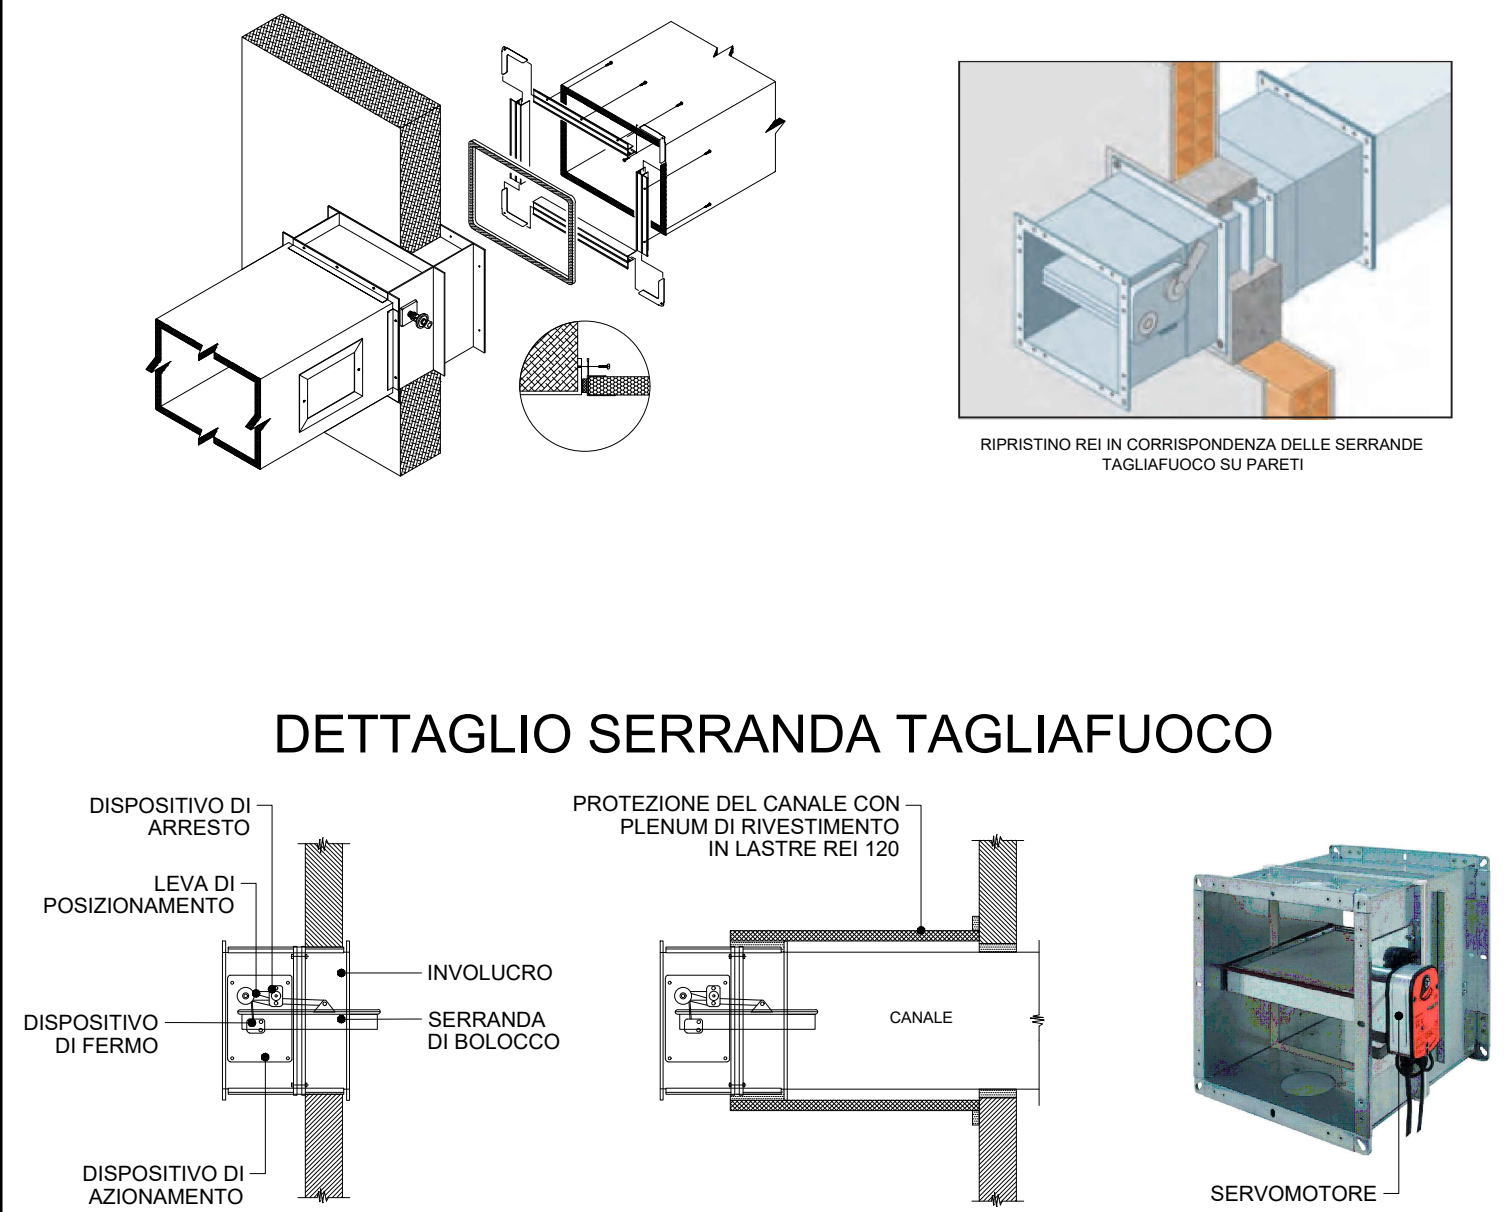 RIPRISTINO REI IN CORRISPONDENZA DELLE SERRANDE
TAGLIAFUOCO SU PARETI
DETTAGLIO SERRANDA TAGLIAFUOCO
DISPOSITIVO DI
ARRESTO
LEVA DI
POSIZIONAMENTO
DISPOSITIVO
DI FERMO
DISPOSITIVO DI
AZIONAMENTO
INVOLUCRO
SERRANDA
DI BOLOCCO
PROTEZIONE DEL CANALE CON
PLENUM DI RIVESTIMENTO
IN LASTRE REI 120
CANALE
SERVOMOTORE